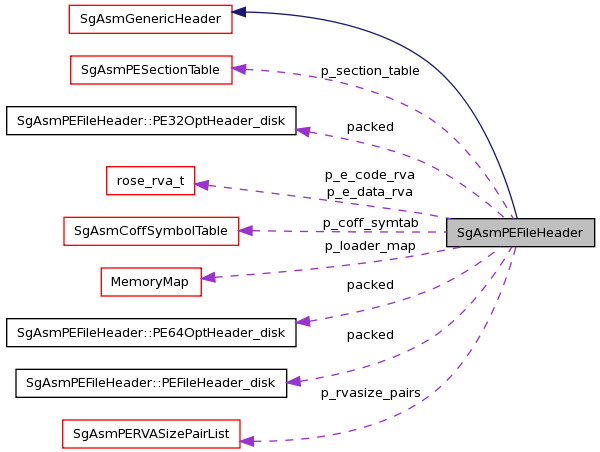 SgAsmGenericHeader
SgAsmPESectionTable
p_section_table
SgAsmPEFileHeader::PE32OptHeader_disk
packed
rose_rva_t
p_e_code_rva
p_e_data_rva
SgAsmCoffSymbolTable
p_coff_symtab
SgAsmPEFileHeader
MemoryMap
p_loader_map
SgAsmPEFileHeader::PE64OptHeader_disk
packed
SgAsmPEFileHeader::PEFileHeader_disk
packed
SgAsmPERVASizePairList
p_rvasize_pairs